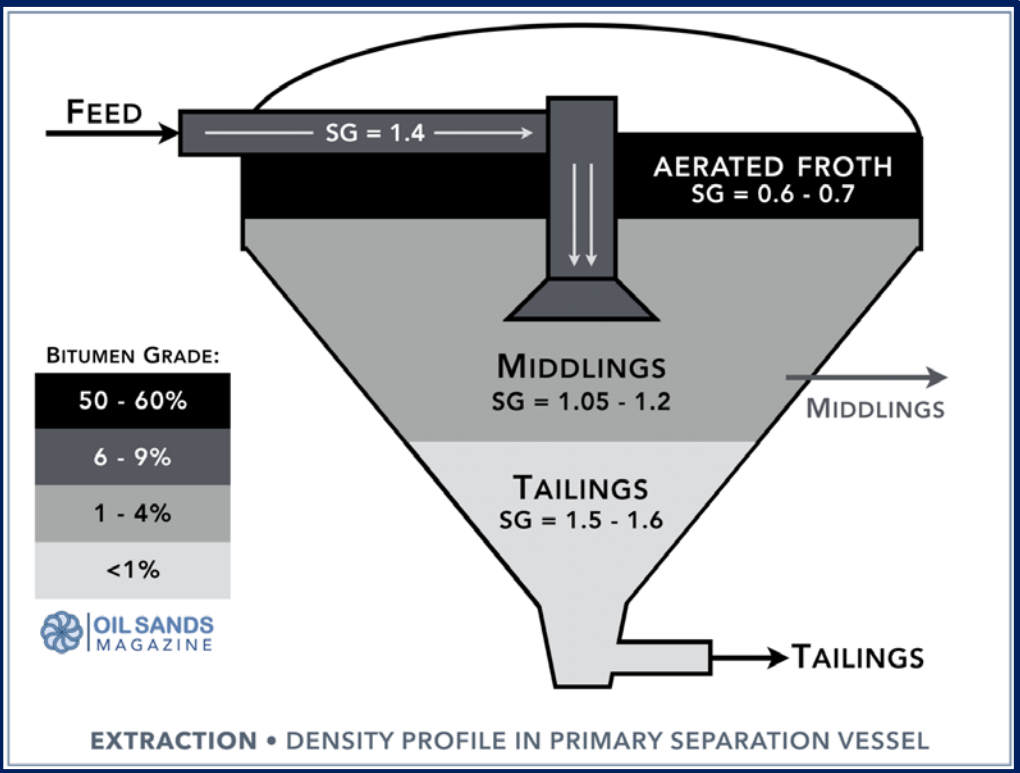 FEED
SG = 1.4
AERATED FROTH
SG = 0.6 - 0.7
MIDDLINGS
SG = 1.05 - 1.2
MIDDLINGS
TAILINGS
SG = 1.5 - 1.6
TAILINGS
BITUMEN GRADE:
50 - 60%
6 - 9%
1 - 4%
<1%
OIL SANDS
MAGAZINE
EXTRACTION • DENSITY PROFILE IN PRIMARY SEPARATION VESSEL